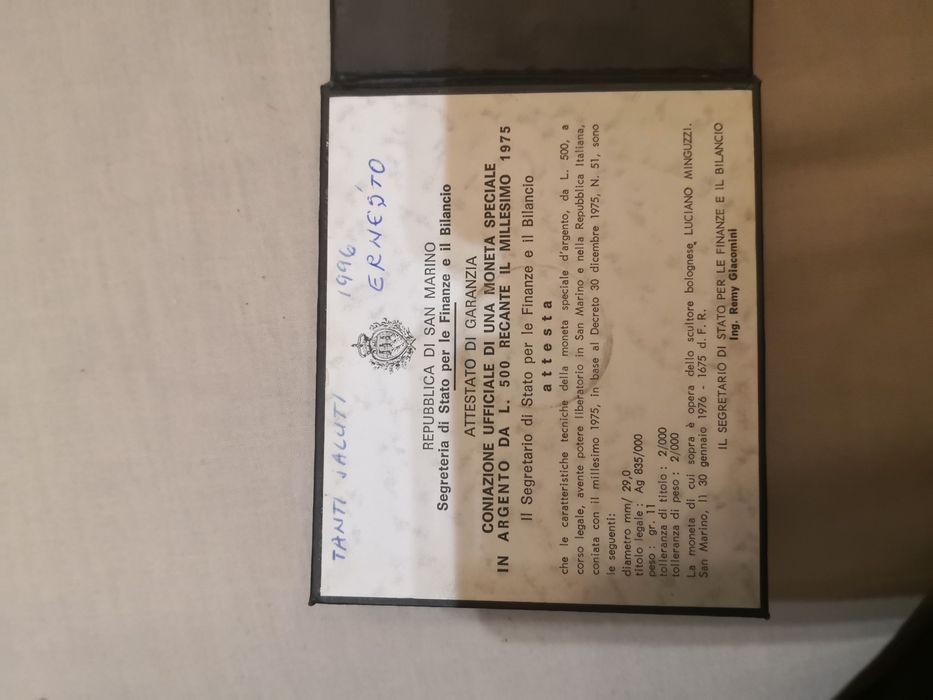 TANTI SALUTI 1996
ERNESTO
REPUBBLICA DI SAN MARINO
Segreteria di Stato per le Finanze e il Bilancio
ATTESTATO DI GARANZIA
CONIAZIONE UFFICIALE DI UNA MONETA SPECIALE
IN ARGENTO DA L. 500 RECANTE IL MILLESIMO 1975
Il Segretario di Stato per le Finanze e il Bilancio
attesta
che le caratteristiche tecniche della moneta speciale d'argento, da L. 500, a
corso legale, avente potere liberatorio in San Marino e nella Repubblica Italiana,
coniata con il millesimo 1975, in base al Decreto 30 dicembre 1975, N. 51, sono
le seguenti:
diametro mm/ 29,0
titolo legale : Ag 835/000
peso : gr. 11
tolleranza di titolo : 2/000
tolleranza di peso : 2/000
La moneta di cui sopra è opera dello scultore bolognese LUCIANO MINGUZZI.
San Marino, lì 30 gennaio 1976 - 1675 d. F. R.
IL SEGRETARIO DI STATO PER LE FINANZE E IL BILANCIO
Ing. Remy Giacomini